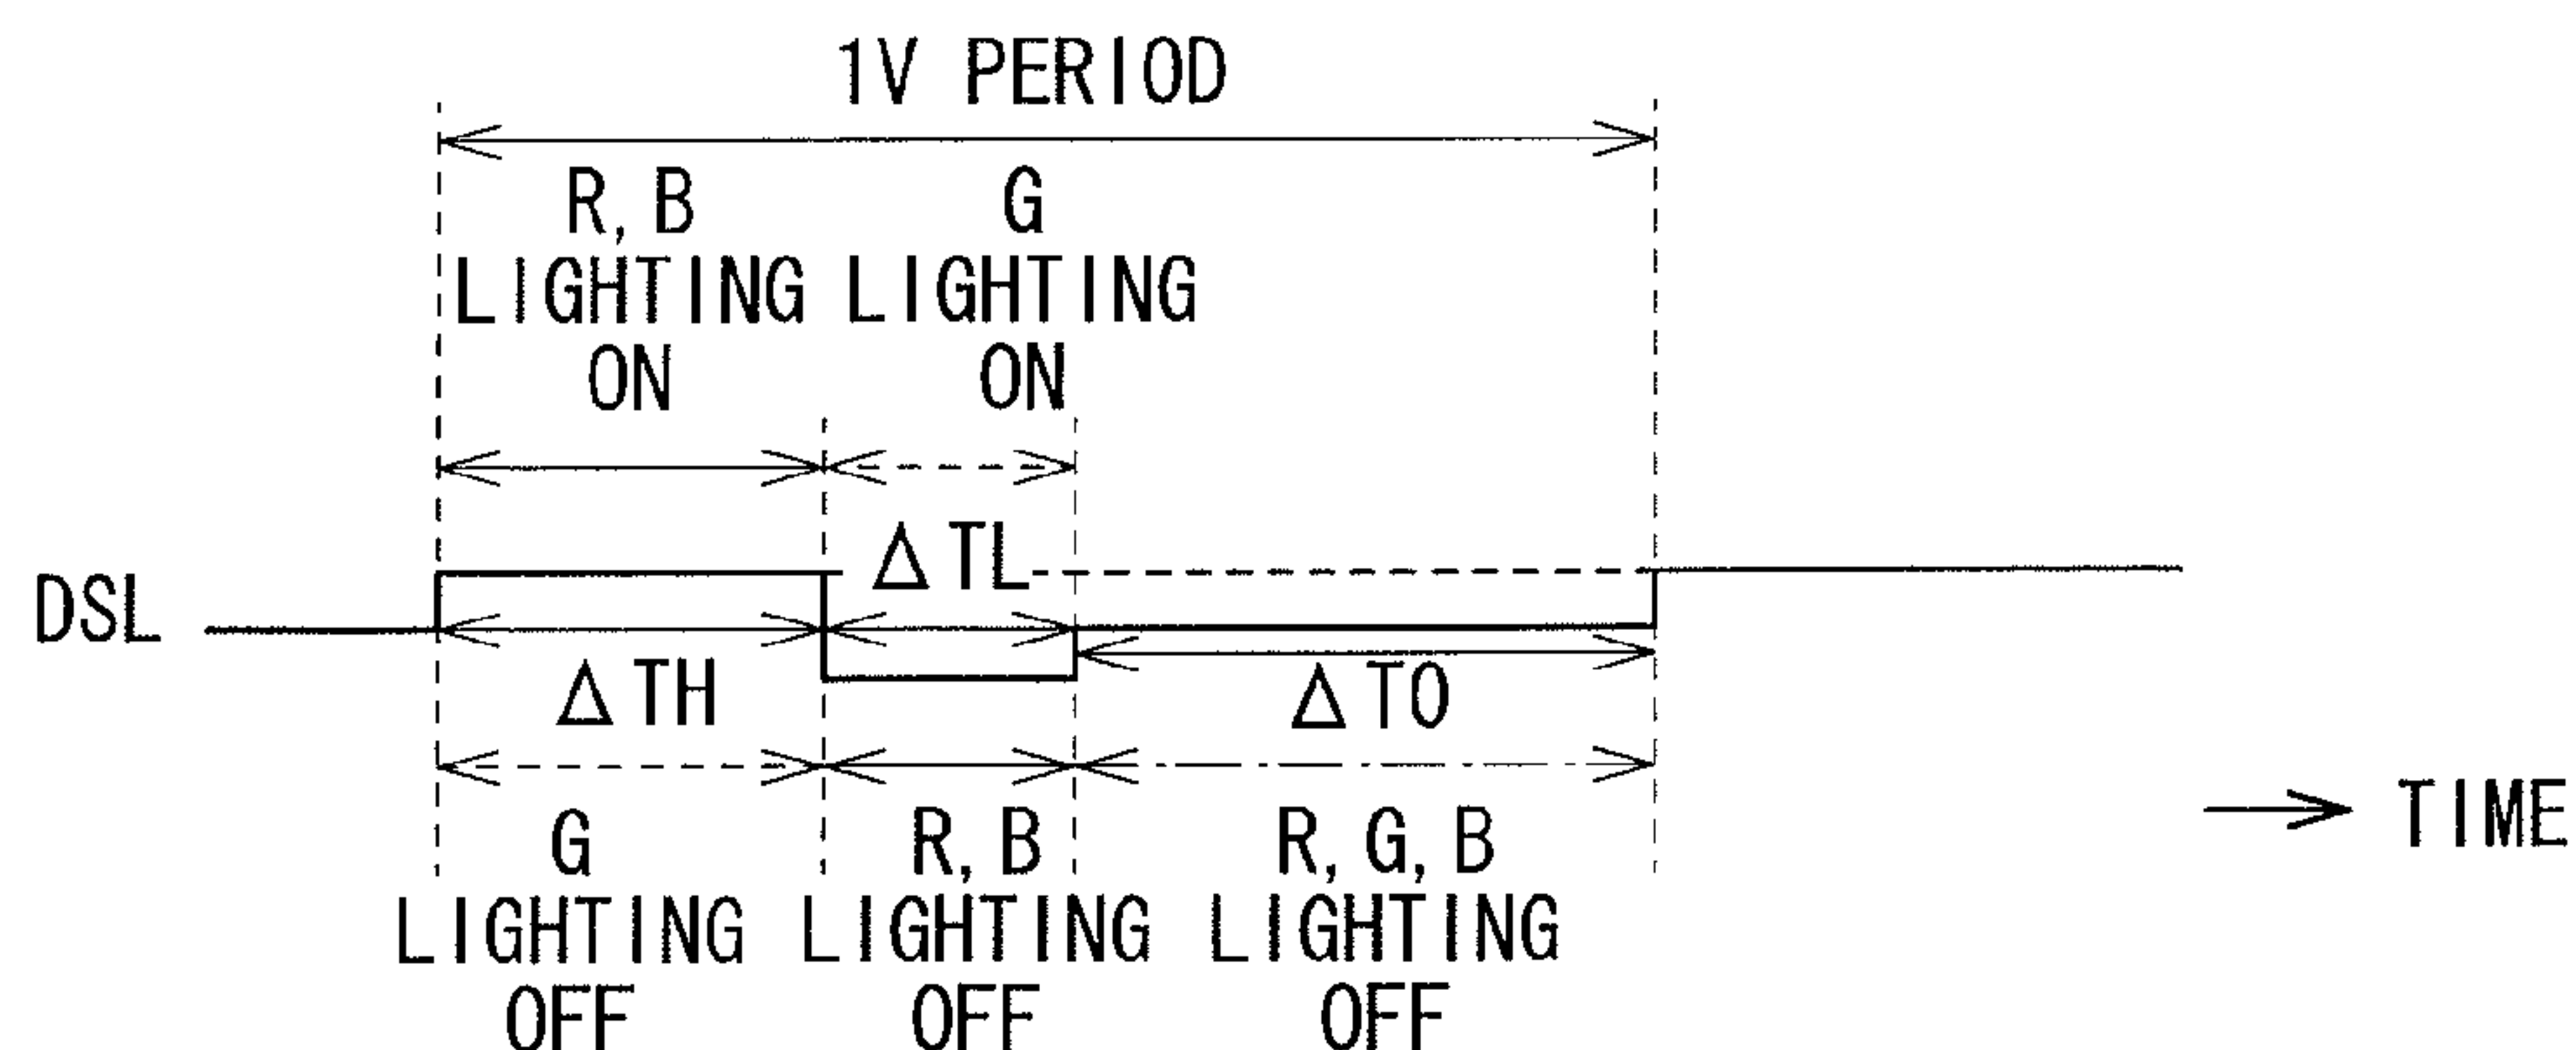 1V PERIOD
R, B
LIGHTING
ON
G
LIGHTING
ON
ΔTL
DSL
ΔTH
ΔTO
G
LIGHTING
OFF
R, B
LIGHTING
OFF
R, G, B
LIGHTING
OFF
TIME